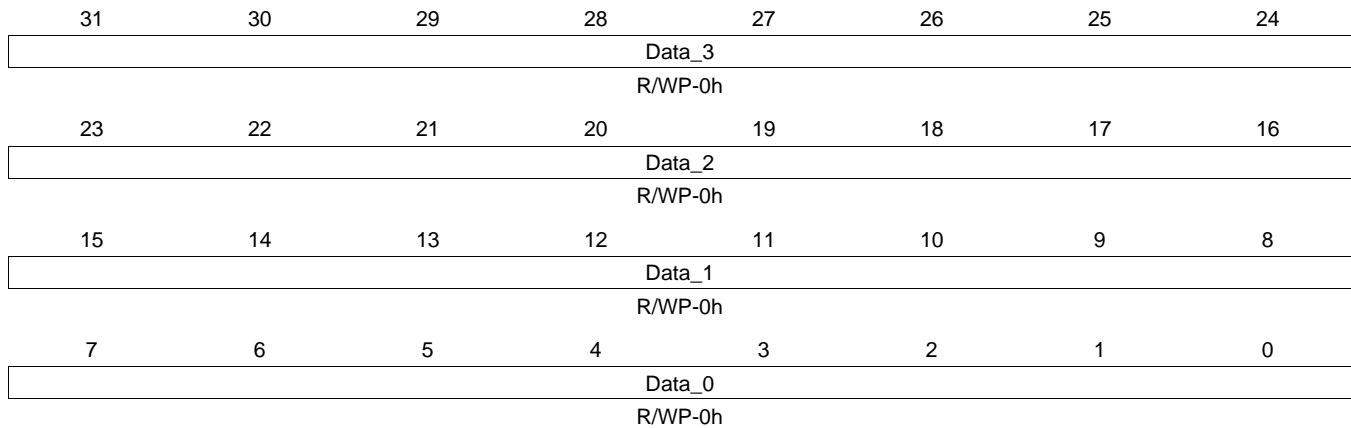 31 30 29 28 27 26 25 24
Data_3
R/WP-0h
23 22 21 20 19 18 17 16
Data_2
R/WP-0h
15 14 13 12 11 10 9 8
Data_1
R/WP-0h
7 6 5 4 3 2 1 0
Data_0
R/WP-0h